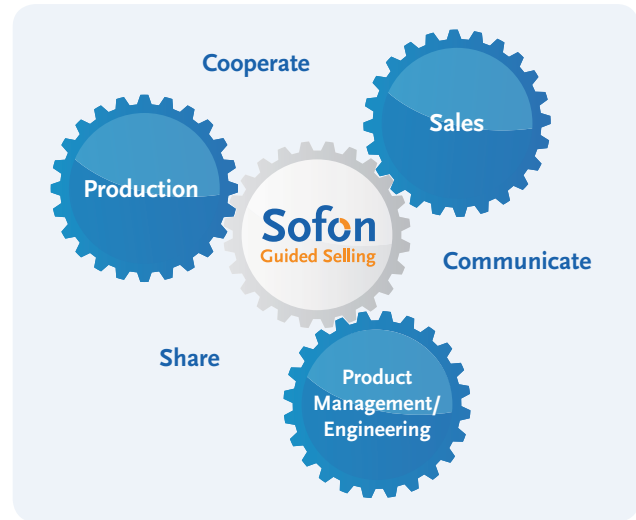 Cooperate
Sales
Production
Sofon
Guided Selling
Communicate
Share
Product
Management/
Engineering